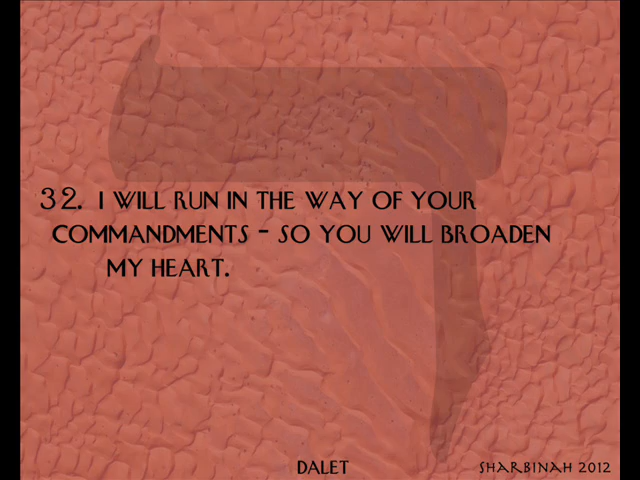 32. I WILL RUN IN THE WAY OF YOUR
COMMANDMENTS - SO YOU WILL BROADEN
MY HEART.
DALET
SHARBINAH 2012